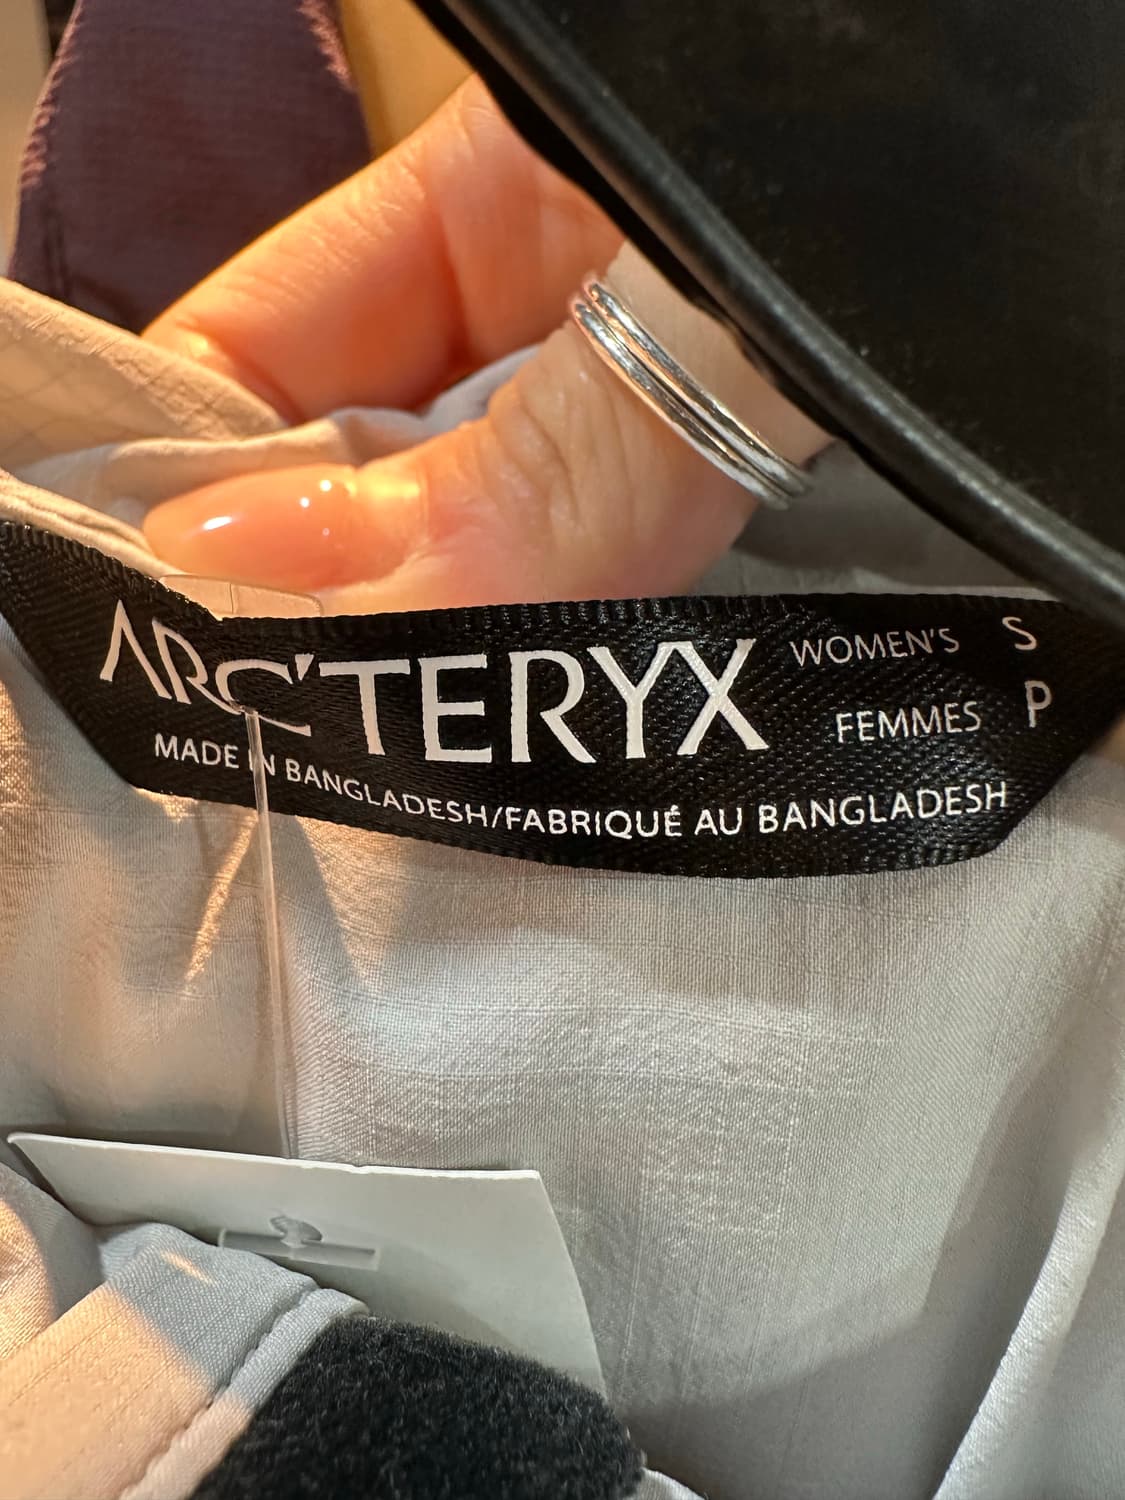 ARC'TERYX
WOMEN'S S
FEMMES P
MADE IN BANGLADESH/FABRIQUÉ AU BANGLADESH